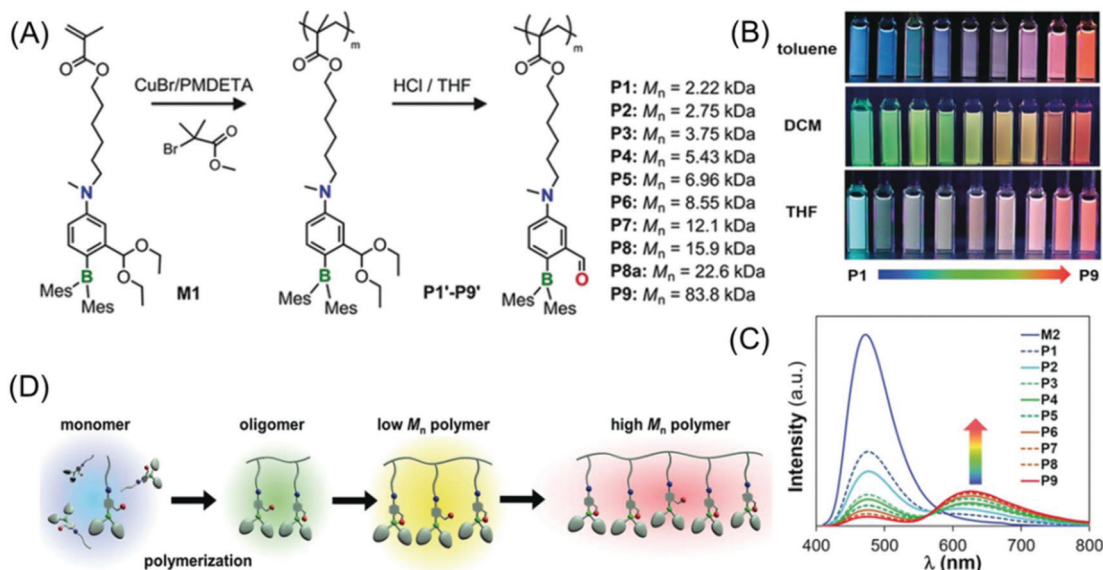 (A)
O
O
CuBr/PMDETA
Br
O
O
N
B
Mes
Mes
O
O
M1
m
O
O
N
B
Mes
Mes
O
O
P1'-P9'
HCl / THF
m
O
O
N
B
Mes
Mes
O
P1: Mn = 2.22 kDa
P2: Mn = 2.75 kDa
P3: Mn = 3.75 kDa
P4: Mn = 5.43 kDa
P5: Mn = 6.96 kDa
P6: Mn = 8.55 kDa
P7: Mn = 12.1 kDa
P8: Mn = 15.9 kDa
P8a: Mn = 22.6 kDa
P9: Mn = 83.8 kDa
(B)
toluene
DCM
THF
P1 P9
(C)
Intensity (a.u.)
M2
P1
P2
P3
P4
P5
P6
P7
P8
P9
400 500 600 700 800
λ (nm)
(D)
monomer
oligomer
low Mn polymer
high Mn polymer
polymerization